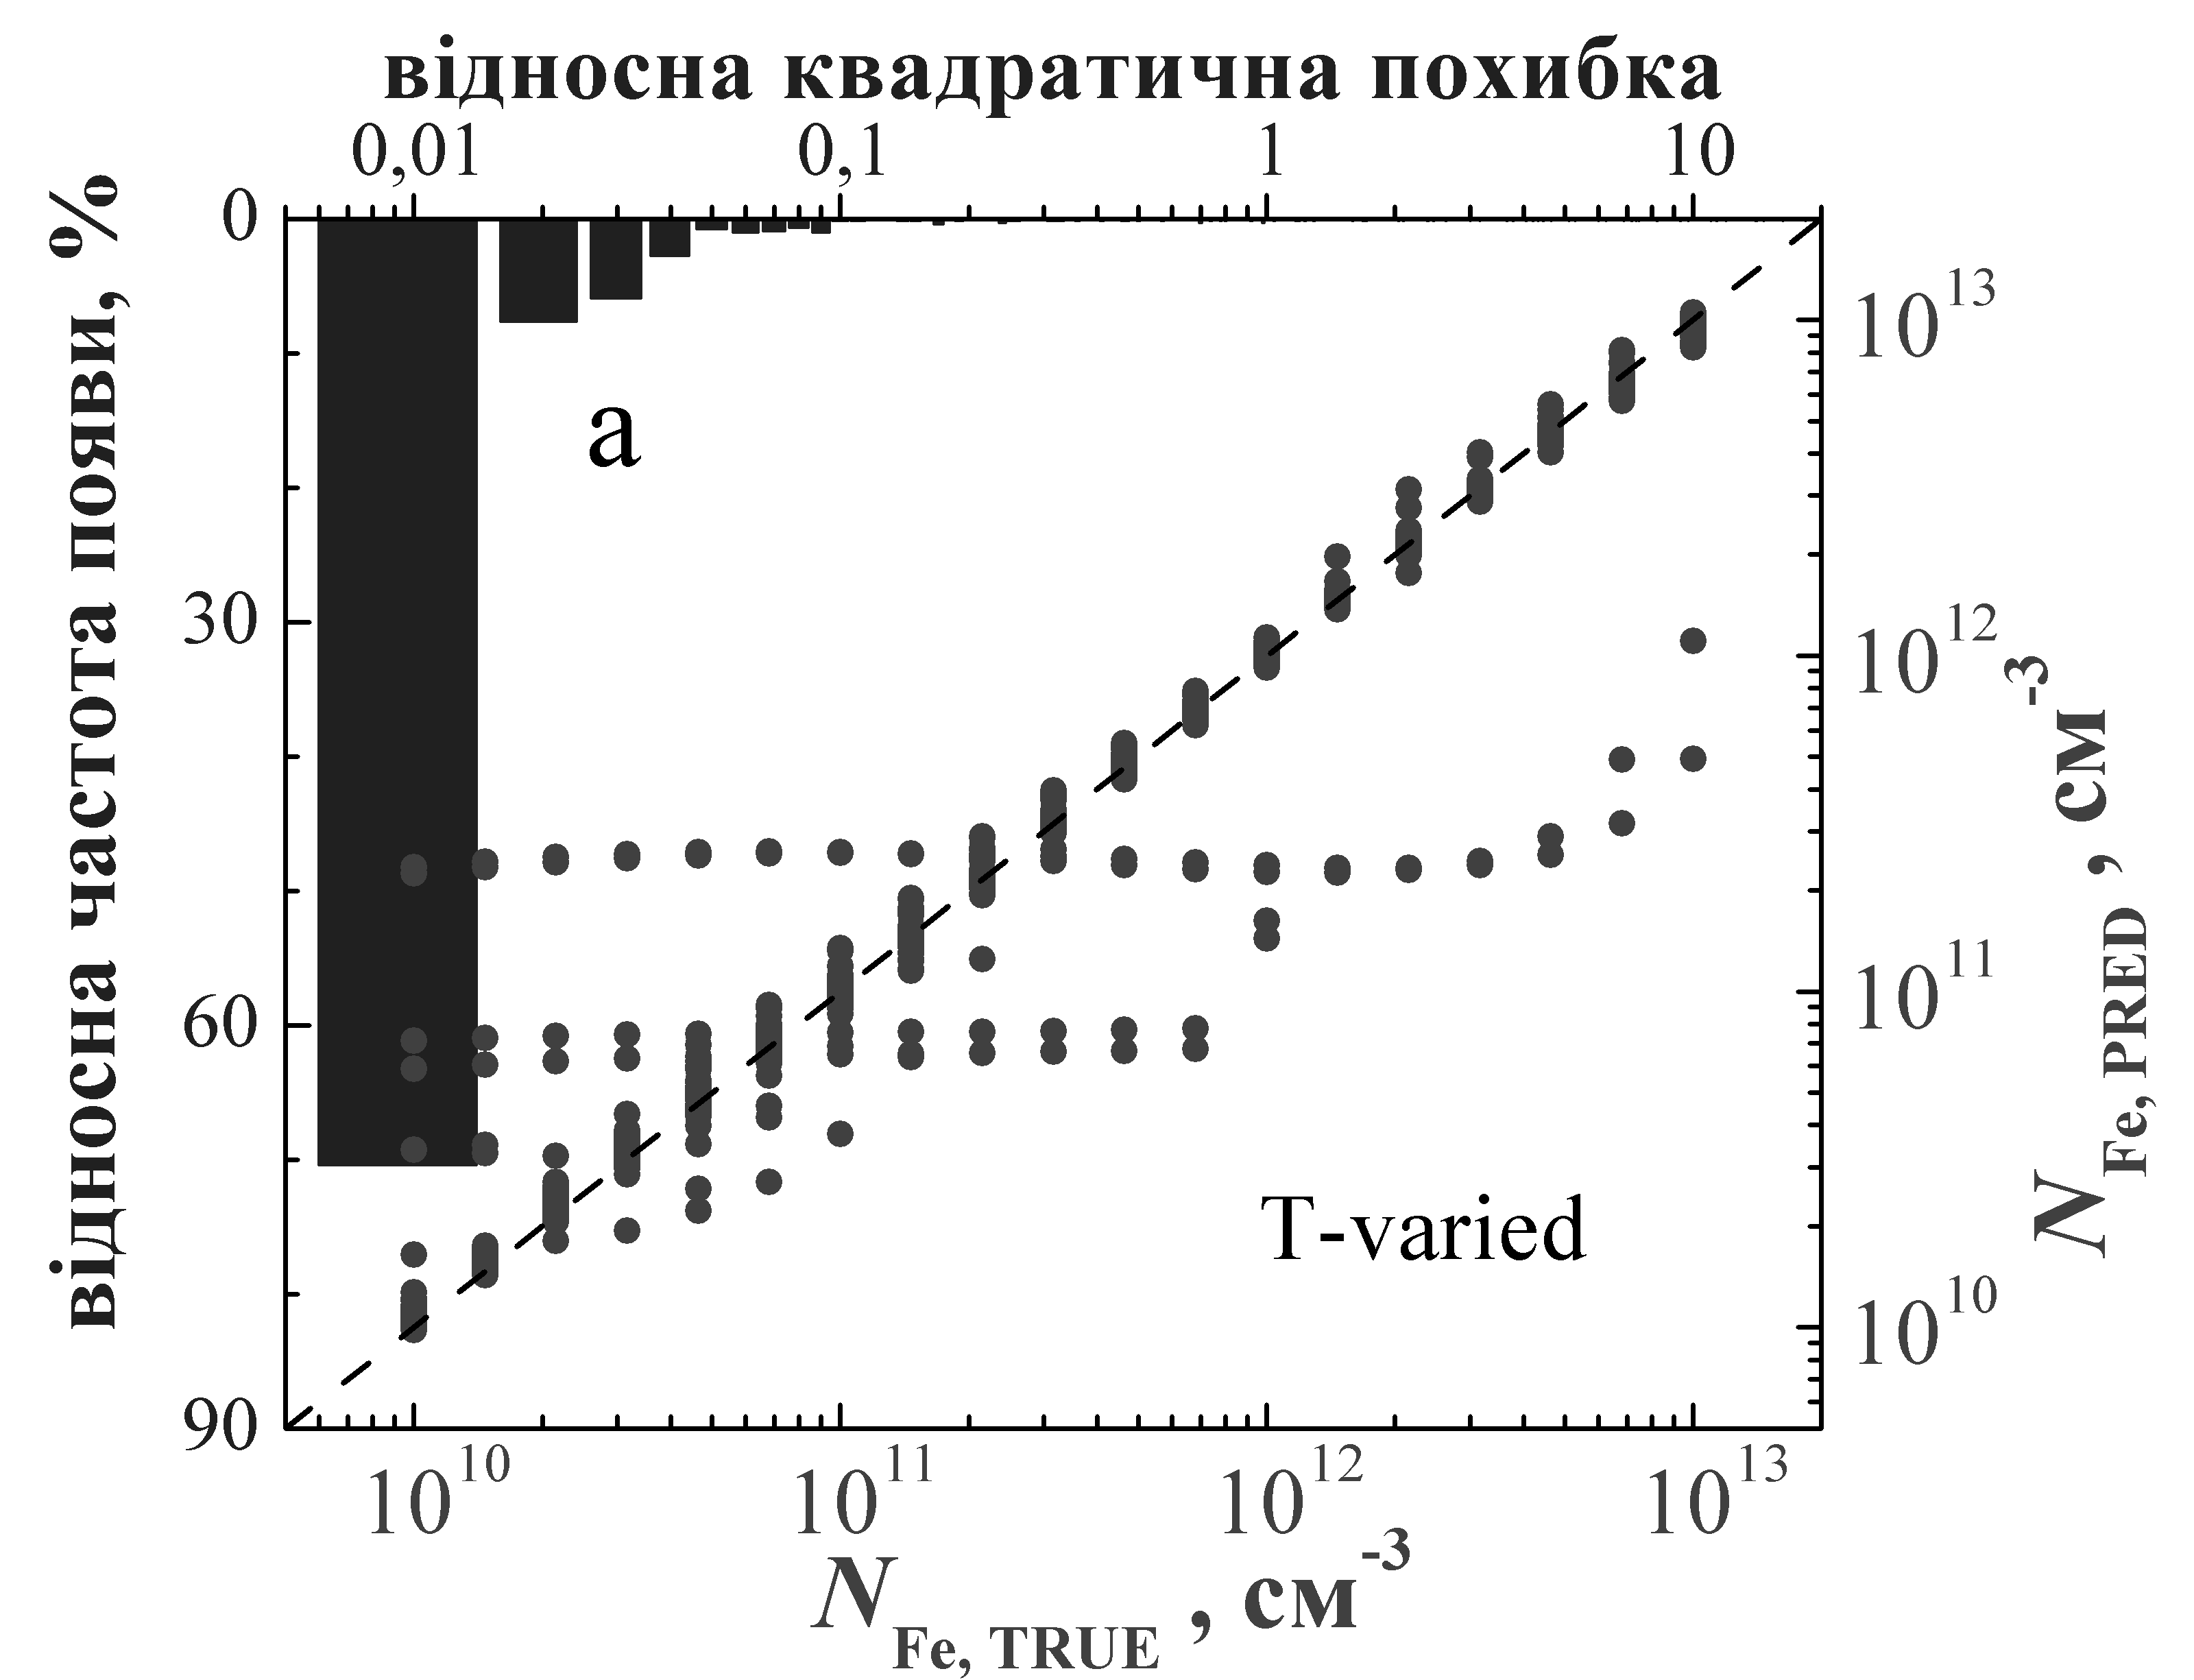 відносна квадратична похибка
0,01 0,1 1 10
відносна частота появи, %
0
30
60
90
a
T-varied
10^13
10^12
10^11
10^10
N Fe, PRED , см^-3
10^10 10^11 10^12 10^13
N Fe, TRUE , см^-3